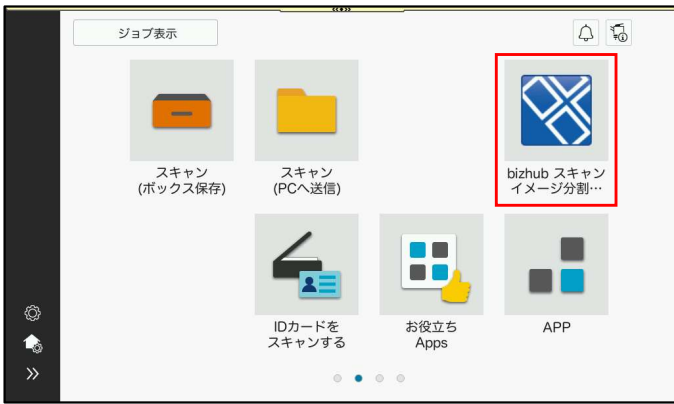 ジョブ表示
スキャン
(ボックス保存)
スキャン
(PCへ送信)
bizhub スキャン
イメージ分割…
IDカードを
スキャンする
お役立ち
Apps
APP